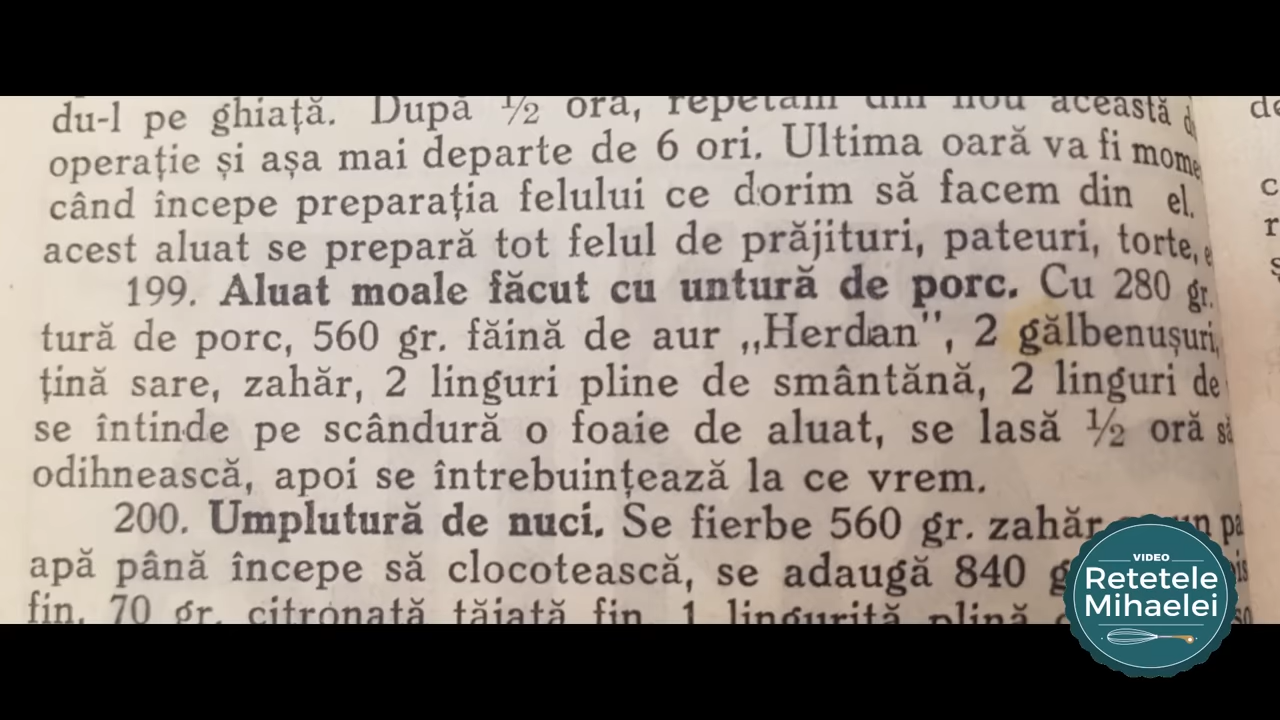 du-l pe ghiață. După ½ oră, repetăm din nou această
operație și așa mai departe de 6 ori. Ultima oară va fi mome
când începe preparația felului ce dorim să facem din el.
acest aluat se prepară tot felul de prăjituri, pateuri, torte,
199. Aluat moale făcut cu untură de porc. Cu 280 gr.
tură de porc, 560 gr. făină de aur „Herdan", 2 gălbenușuri,
țină sare, zahăr, 2 linguri pline de smântână, 2 linguri de
se întinde pe scândură o foaie de aluat, se lasă ½ oră să
odihnească, apoi se întrebuințează la ce vrem.
200. Umplutură de nuci. Se fierbe 560 gr. zahăr
apă până începe să clocotească, se adaugă 840
fin, 70 gr. citronată tăiată fin, 1 linguriță plină
VIDEO
Retetele
Mihaelei